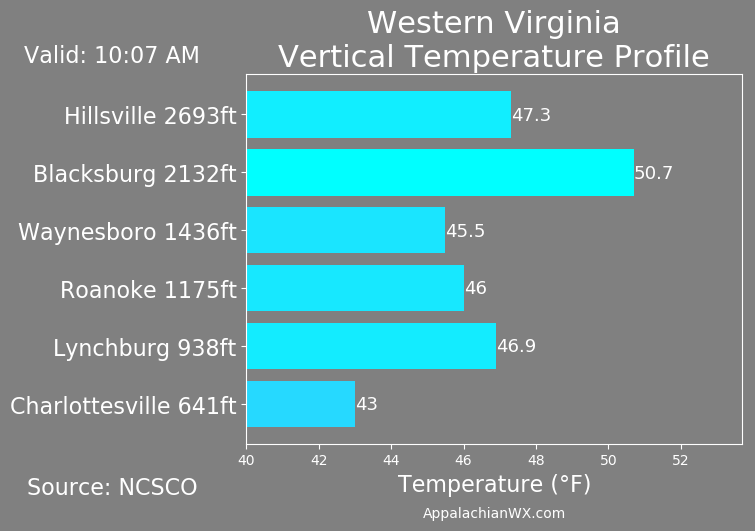 Western Virginia
Vertical Temperature Profile
Valid: 10:07 AM
Hillsville 2693ft 47.3
Blacksburg 2132ft 50.7
Waynesboro 1436ft 45.5
Roanoke 1175ft 46
Lynchburg 938ft 46.9
Charlottesville 641ft 43
40 42 44 46 48 50 52
Temperature (°F)
Source: NCSCO
AppalachianWX.com